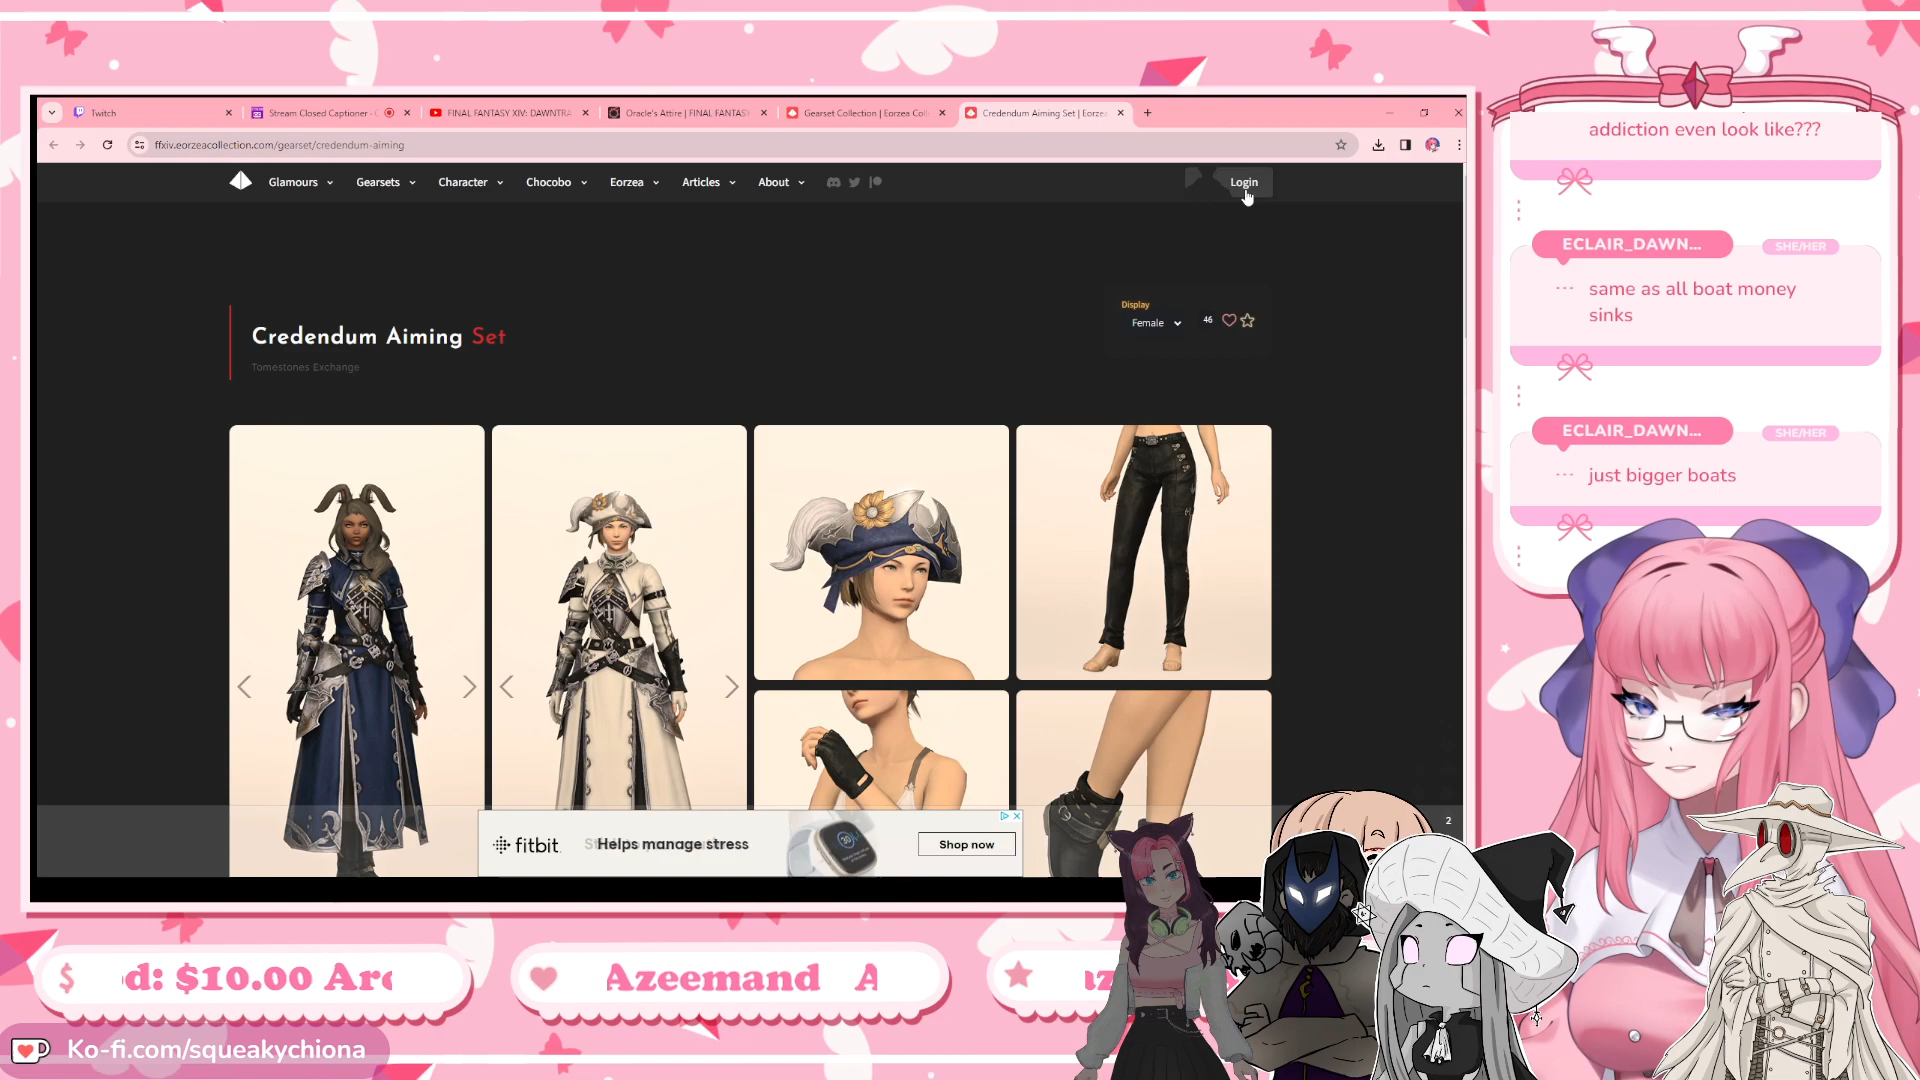 Twitch
Stream Closed Captioner - C
FINAL FANTASY XIV: DAWNTRA
Oracle's Attire | FINAL FANTASY
Gearset Collection | Eorzea Coll
Credendum Aiming Set | Eorzea
ffxiv.eorzeacollection.com/gearset/credendum-aiming
Glamours
Gearsets
Character
Chocobo
Eorzea
Articles
About
Login
Credendum Aiming Set
Tomestones Exchange
Display
Female
46
fitbit
Helps manage stress
Shop now
2
addiction even look like???
ECLAIR_DAWN...
SHE/HER
same as all boat money
sinks
ECLAIR_DAWN...
SHE/HER
just bigger boats
$
d: $10.00 Arc
Azeemand A
az
Ko-fi.com/squeakychiona